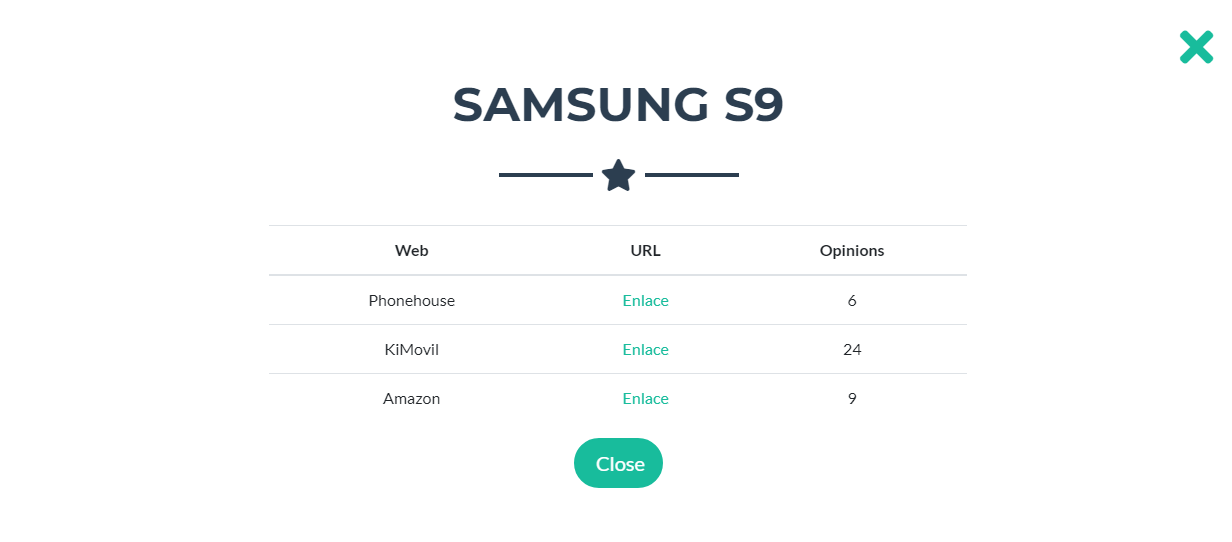 SAMSUNG S9
Web URL Opinions
Phonehouse Enlace 6
KiMovil Enlace 24
Amazon Enlace 9
Close